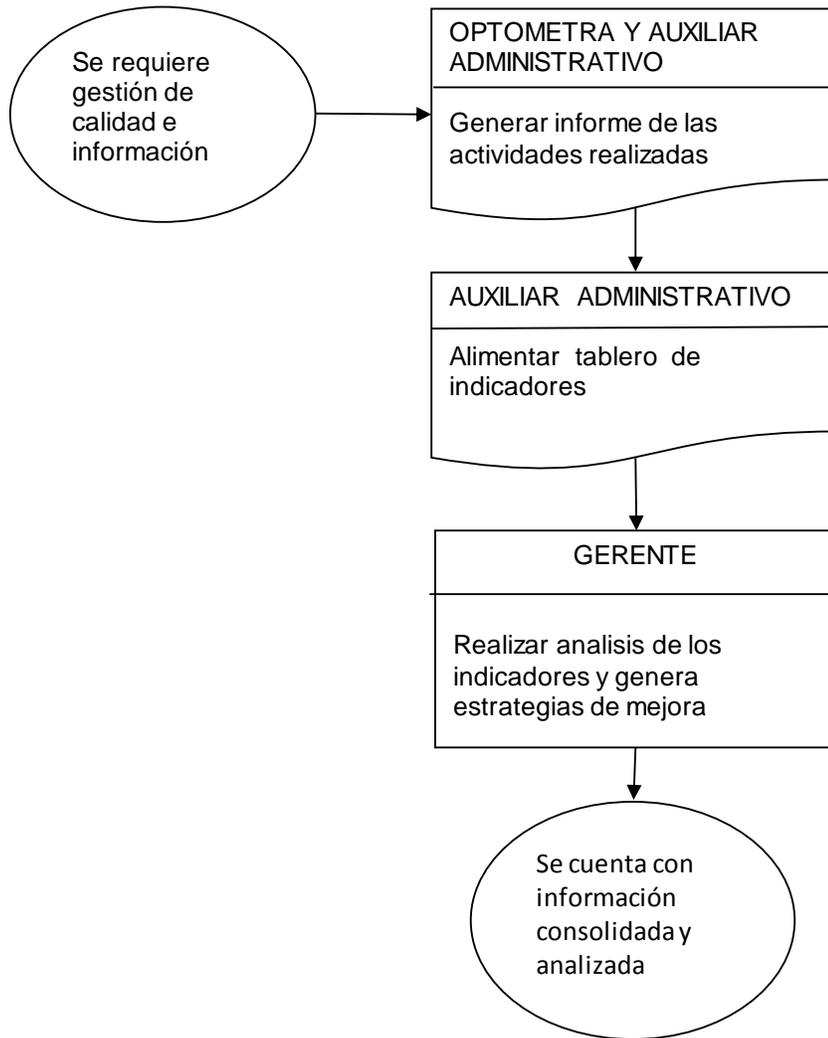 Se requiere
gestión de
calidad e
información
OPTOMETRA Y AUXILIAR
ADMINISTRATIVO
Generar informe de las
actividades realizadas
AUXILIAR ADMINISTRATIVO
Alimentar tablero de
indicadores
GERENTE
Realizar analisis de los
indicadores y genera
estrategias de mejora
Se cuenta con
información
consolidada y
analizada